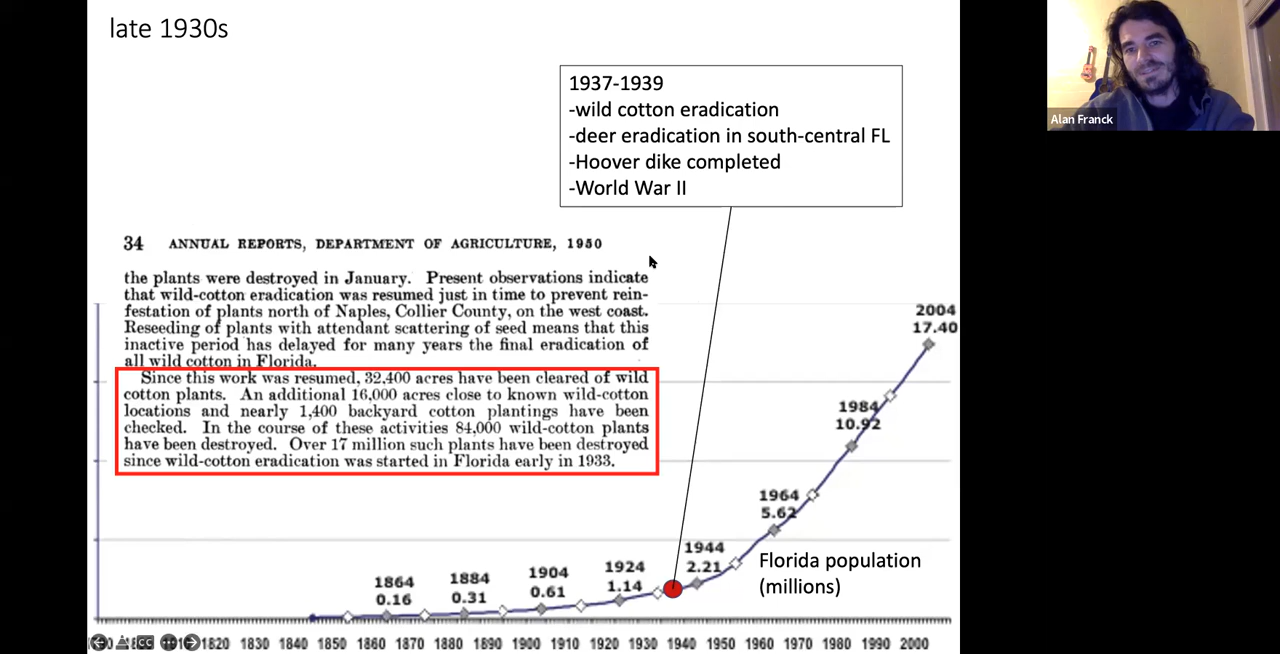 late 1930s
1937-1939
-wild cotton eradication
-deer eradication in south-central FL
-Hoover dike completed
-World War II
Alan Franck
34 ANNUAL REPORTS, DEPARTMENT OF AGRICULTURE, 1950
the plants were destroyed in January. Present observations indicate
that wild-cotton eradication was resumed just in time to prevent rein-
festation of plants north of Naples, Collier County, on the west coast.
Reseeding of plants with attendant scattering of seed means that this
inactive period has delayed for many years the final eradication of
all wild cotton in Florida.
Since this work was resumed, 32,400 acres have been cleared of wild
cotton plants. An additional 16,000 acres close to known wild-cotton
locations and nearly 1,400 backyard cotton plantings have been
checked. In the course of these activities 84,000 wild-cotton plants
have been destroyed. Over 17 million such plants have been destroyed
since wild-cotton eradication was started in Florida early in 1933.
2004
17.40
1984
10.92
1964
5.62
1944
2.21
1924
1.14
1904
0.61
1884
0.31
1864
0.16
Florida population
(millions)
1820 1830 1840 1850 1860 1870 1880 1890 1900 1910 1920 1930 1940 1950 1960 1970 1980 1990 2000